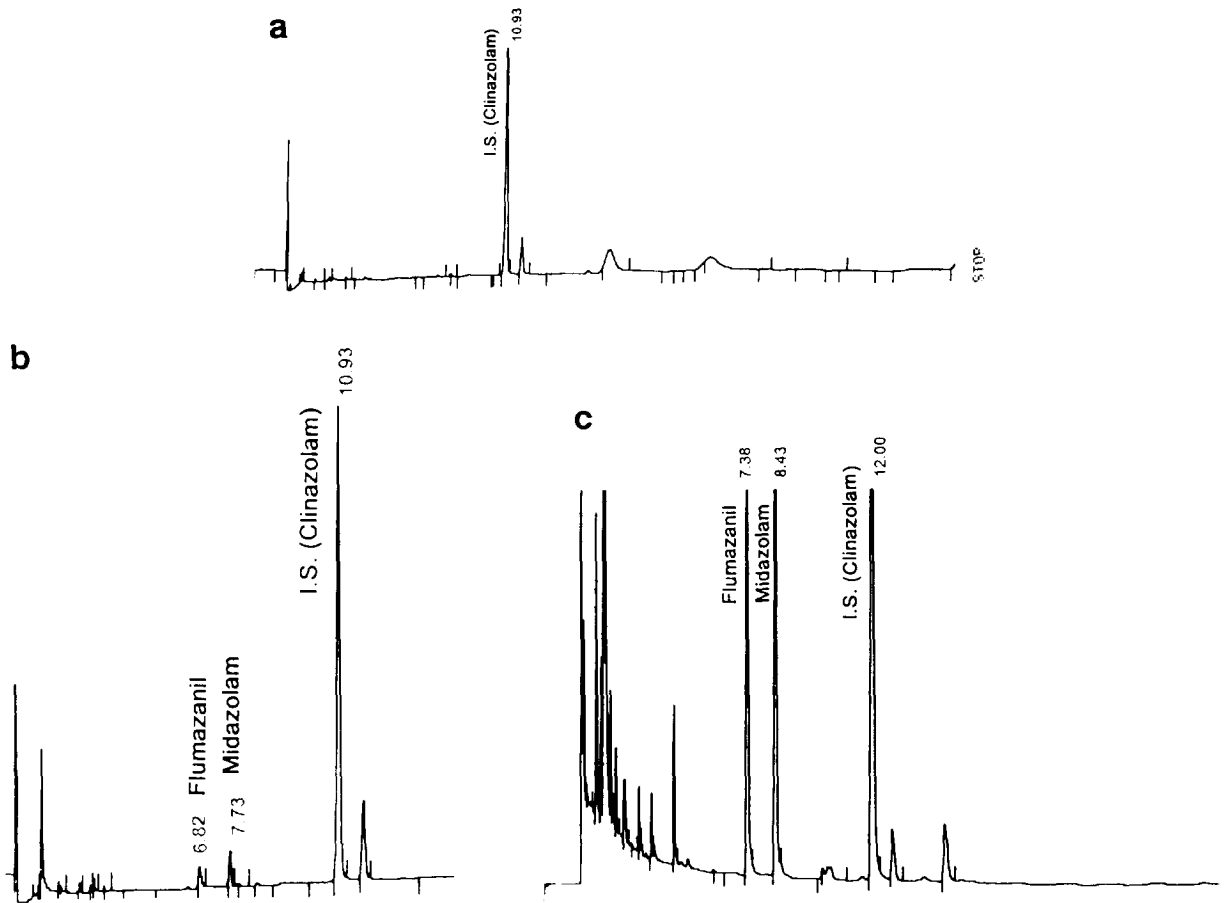 a
I.S. (Clinazolam)
10.93
STOP
b
6.82 Flumazanil
7.73 Midazolam
I.S. (Clinazolam)
10.93
c
Flumazanil
7.38
Midazolam
8.43
I.S. (Clinazolam)
12.00